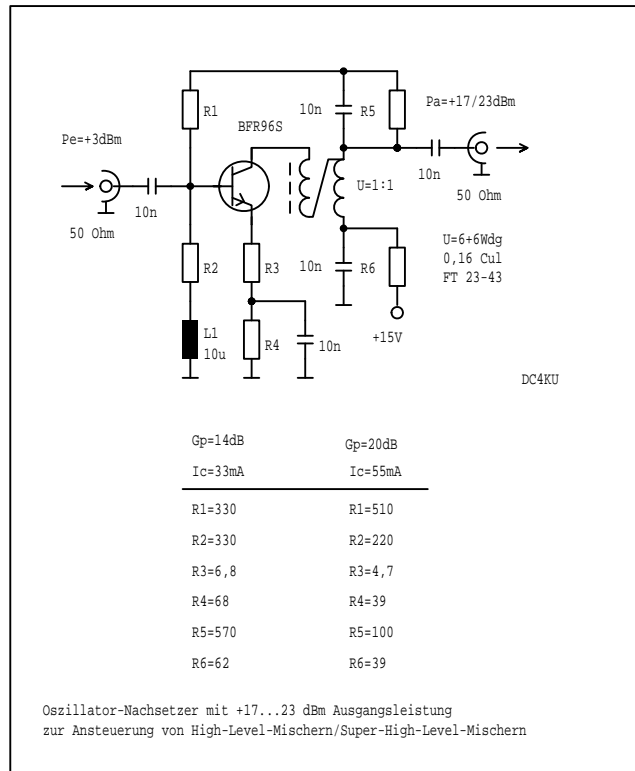 R1
10n
R5
Pa=+17/23dBm
BFR96S
Pe=+3dBm
10n
50 Ohm
U=1:1
10n
50 Ohm
R2
R3
10n
R6
U=6+6Wdg
0,16 Cul
FT 23-43
L1
10u
R4
10n
+15V
DC4KU
Gp=14dB
Gp=20dB
Ic=33mA
Ic=55mA
R1=330
R1=510
R2=330
R2=220
R3=6,8
R3=4,7
R4=68
R4=39
R5=570
R5=100
R6=62
R6=39
Oszillator-Nachsetzer mit +17...23 dBm Ausgangsleistung
zur Ansteuerung von High-Level-Mischern/Super-High-Level-Mischern